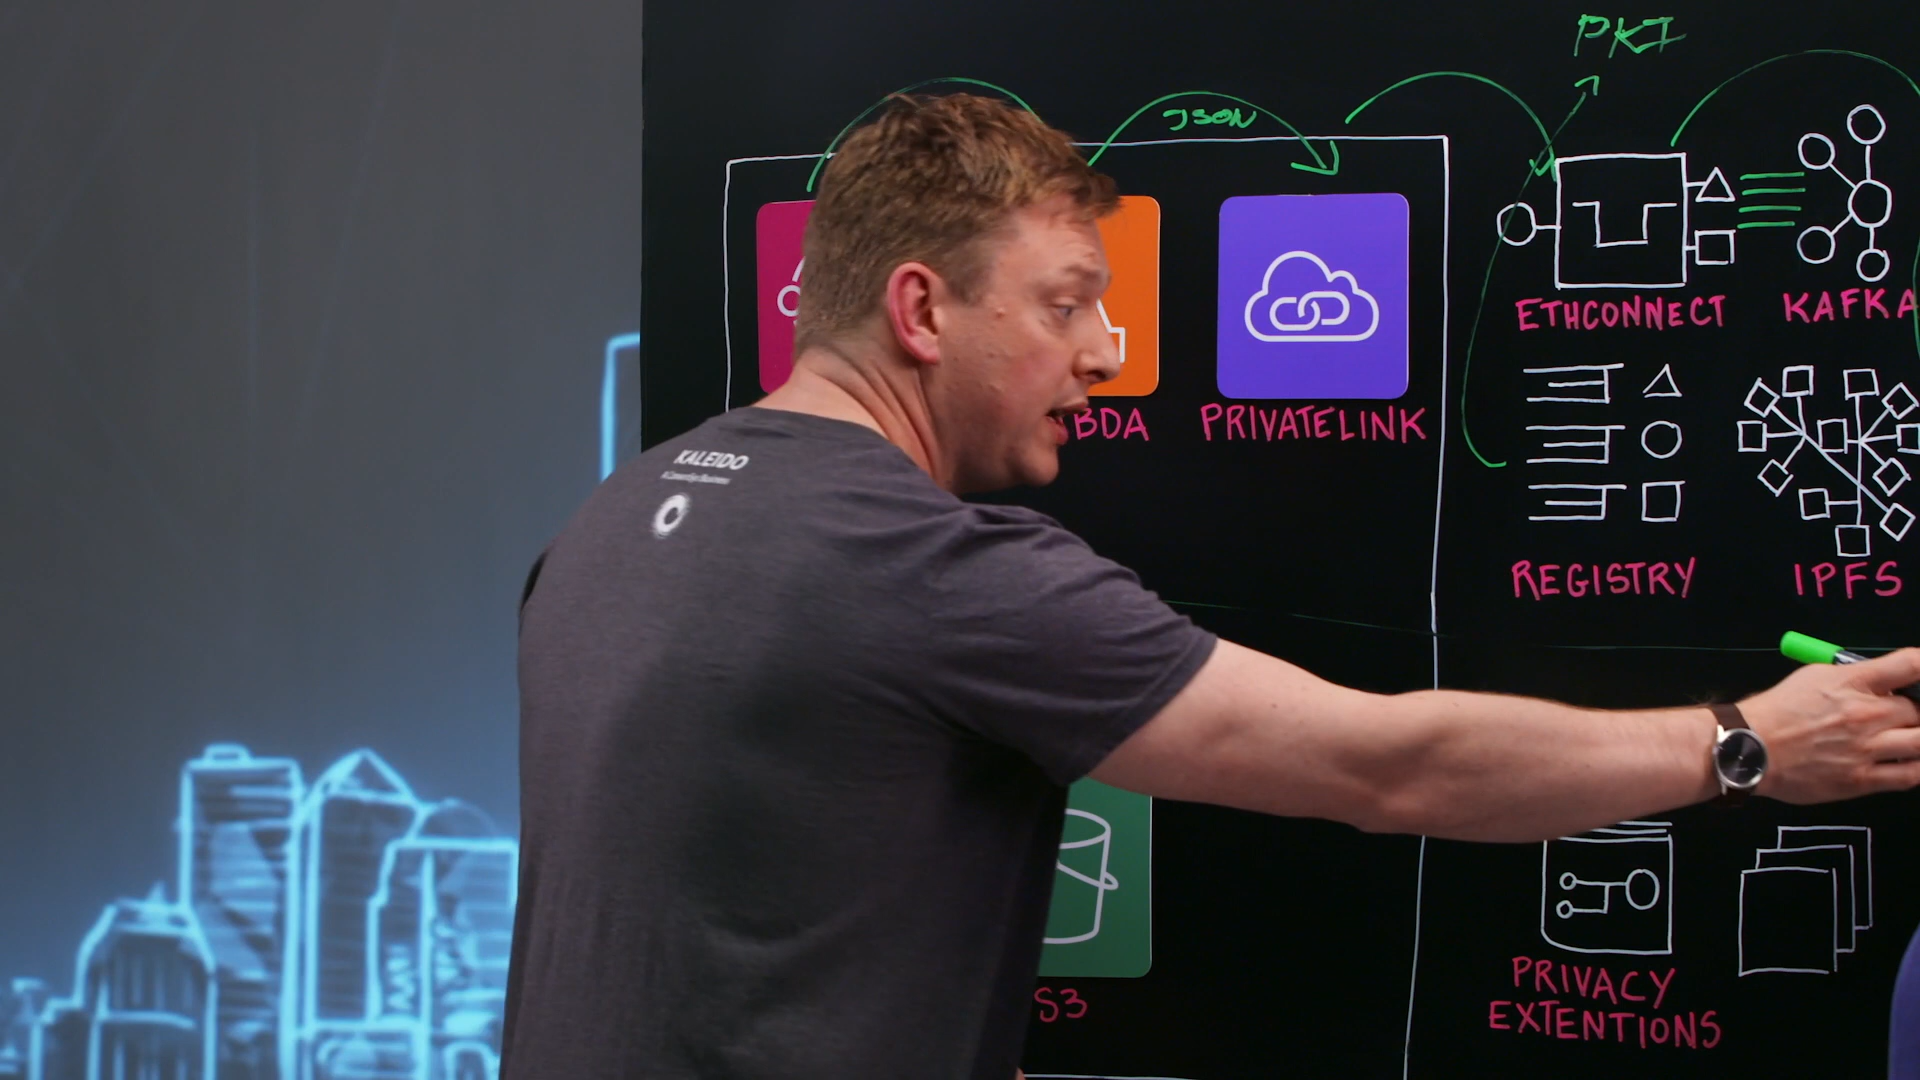 PKI
JSON
ETHCONNECT
KAFKA
BDA
PRIVATELINK
KALEIDO
REGISTRY
IPFS
S3
PRIVACY
EXTENTIONS